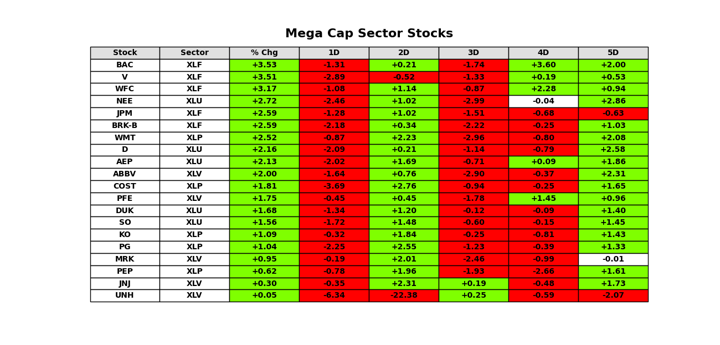 Mega Cap Sector Stocks
Stock Sector % Chg 1D 2D 3D 4D 5D
BAC XLF +3.53 -1.31 +0.21 -1.74 +3.60 +2.00
V XLF +3.51 -2.89 -0.52 -1.33 +0.19 +0.53
WFC XLF +3.17 -1.08 +1.14 -0.87 +2.28 +0.94
NEE XLU +2.72 -2.46 +1.02 -2.99 -0.04 +2.86
JPM XLF +2.59 -1.28 +1.02 -1.51 -0.68 -0.63
BRK-B XLF +2.59 -2.18 +0.34 -2.22 -0.25 +1.03
WMT XLP +2.52 -0.87 +2.23 -2.96 -0.80 +2.08
D XLU +2.16 -2.09 +0.21 -1.14 -0.79 +2.58
AEP XLU +2.13 -2.02 +1.69 -0.71 +0.09 +1.86
ABBV XLV +2.00 -1.64 +0.76 -2.90 -0.37 +2.31
COST XLP +1.81 -3.69 +2.76 -0.94 -0.25 +1.65
PFE XLV +1.75 -0.45 +0.45 -1.78 +1.45 +0.96
DUK XLU +1.68 -1.34 +1.20 -0.12 -0.09 +1.40
SO XLU +1.56 -1.72 +1.48 -0.60 -0.15 +1.45
KO XLP +1.09 -0.32 +1.84 -0.25 -0.81 +1.43
PG XLP +1.04 -2.25 +2.55 -1.23 -0.39 +1.33
MRK XLV +0.95 -0.19 +2.01 -2.46 -0.99 -0.01
PEP XLP +0.62 -0.78 +1.96 -1.93 -2.66 +1.61
JNJ XLV +0.30 -0.35 +2.31 +0.19 -0.48 +1.73
UNH XLV +0.05 -6.34 -22.38 +0.25 -0.59 -2.07